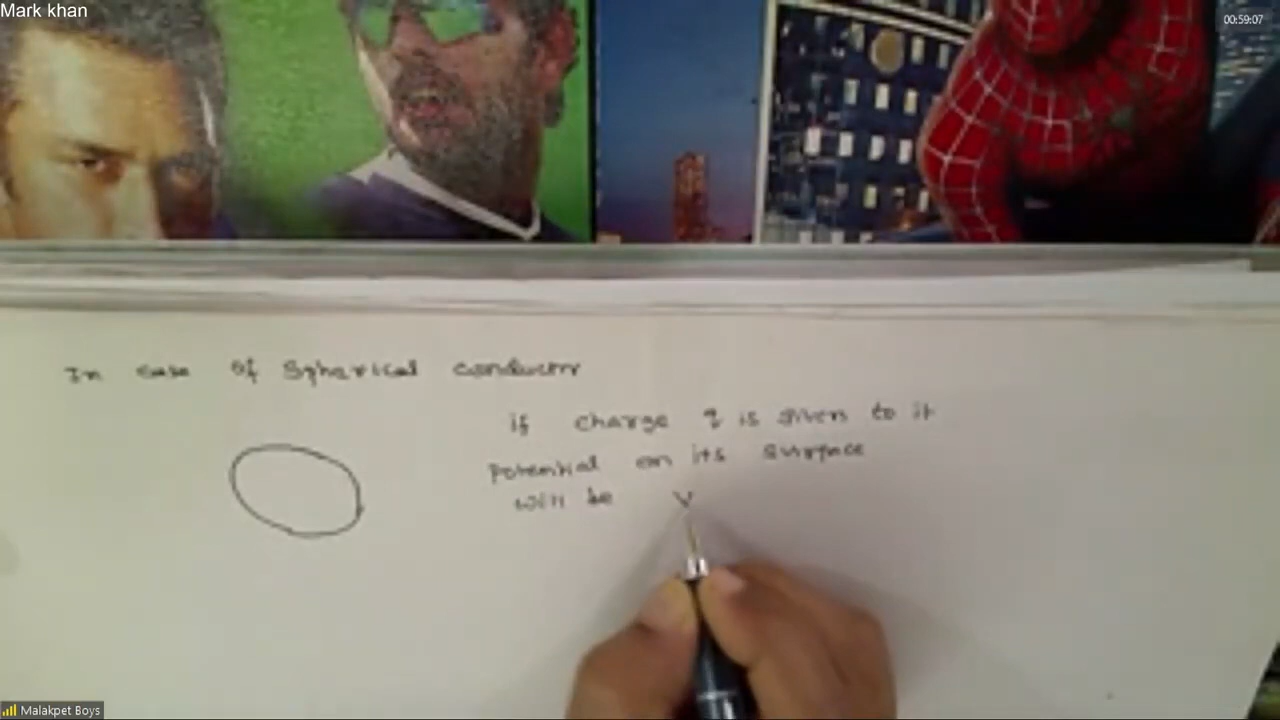 Mark khan
00:59:07
In case of Spherical conductor
if charge q is given to it
potential on its surface
will be V
Malakpet Boys